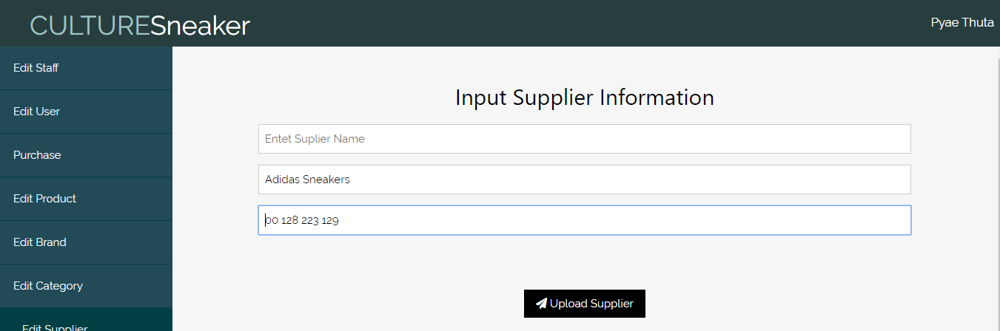 CULTURESneaker
Pyae Thuta
Edit Staff
Edit User
Purchase
Edit Product
Edit Brand
Edit Category
Edit Supplier
Input Supplier Information
Entet Suplier Name
Adidas Sneakers
00 128 223 129
Upload Supplier